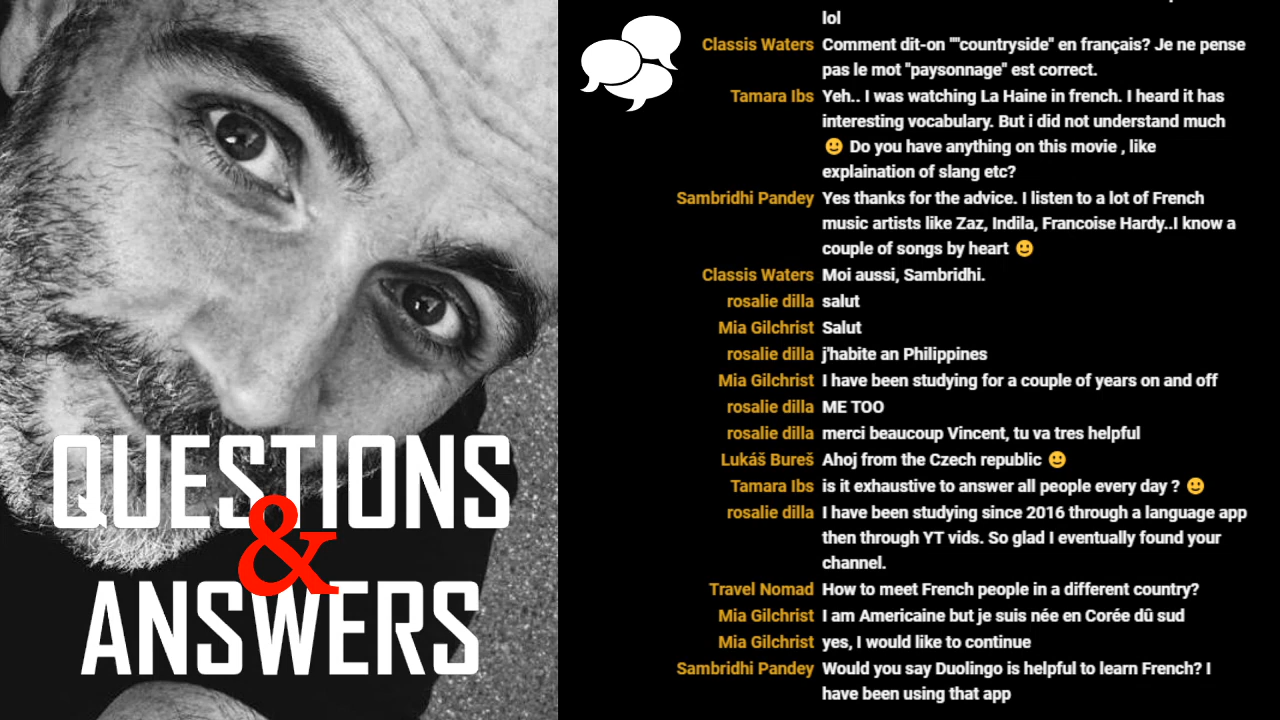 lol
Classis Waters Comment dit-on ""countryside" en français? Je ne pense
pas le mot "paysonnage" est correct.
Tamara Ibs Yeh.. I was watching La Haine in french. I heard it has
interesting vocabulary. But i did not understand much
🙂 Do you have anything on this movie , like
explaination of slang etc?
Sambridhi Pandey Yes thanks for the advice. I listen to a lot of French
music artists like Zaz, Indila, Francoise Hardy..I know a
couple of songs by heart 🙂
Classis Waters Moi aussi, Sambridhi.
rosalie dilla salut
Mia Gilchrist Salut
rosalie dilla j'habite an Philippines
Mia Gilchrist I have been studying for a couple of years on and off
rosalie dilla ME TOO
rosalie dilla merci beaucoup Vincent, tu va tres helpful
Lukáš Bureš Ahoj from the Czech republic 🙂
Tamara Ibs is it exhaustive to answer all people every day ? 🙂
rosalie dilla I have been studying since 2016 through a language app
then through YT vids. So glad I eventually found your
channel.
Travel Nomad How to meet French people in a different country?
Mia Gilchrist I am Americaine but je suis née en Corée dû sud
Mia Gilchrist yes, I would like to continue
Sambridhi Pandey Would you say Duolingo is helpful to learn French? I
have been using that app
QUESTIONS
&
ANSWERS